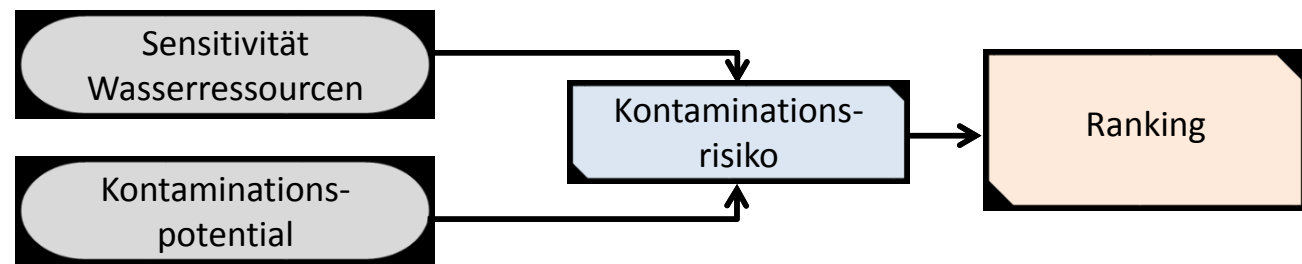 Sensitivität
Wasserressourcen
Kontaminations-
potential
Kontaminations-
risiko
Ranking